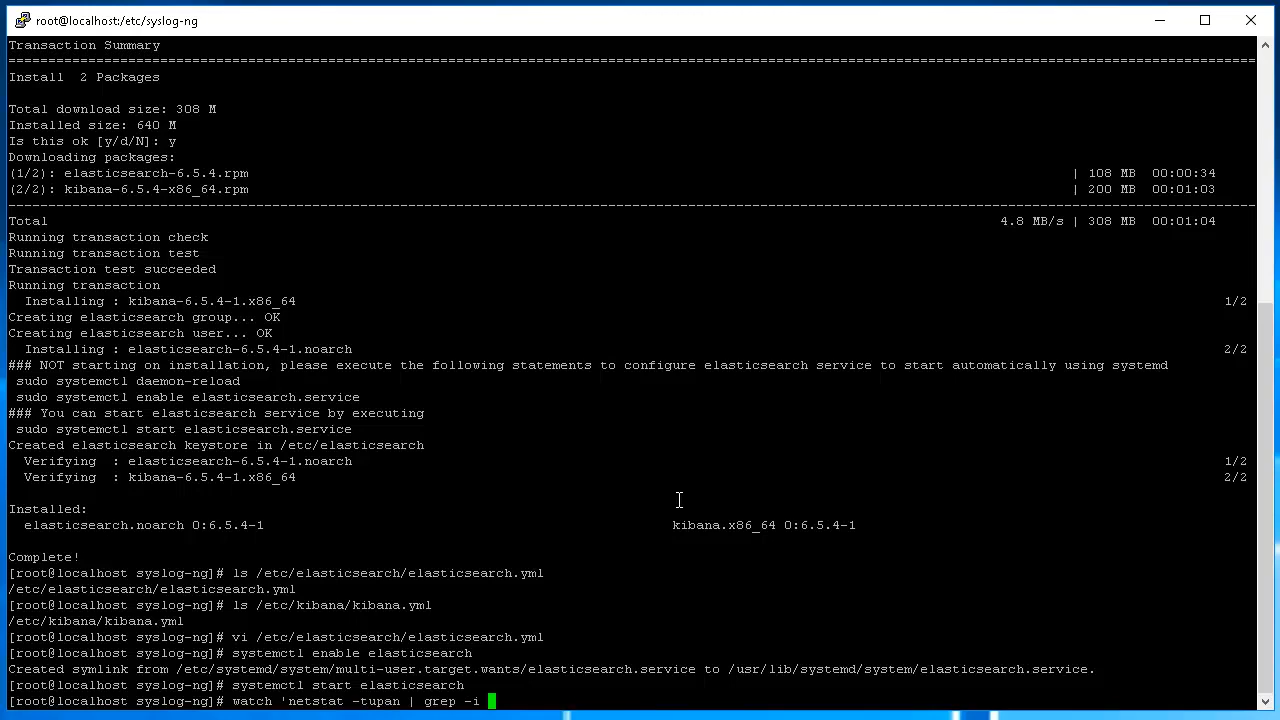 root@localhost:/etc/syslog-ng
Transaction Summary
================================================================================
Install  2 Packages
Total download size: 308 M
Installed size: 640 M
Is this ok [y/d/N]: y
Downloading packages:
(1/2): elasticsearch-6.5.4.rpm | 108 MB  00:00:34
(2/2): kibana-6.5.4-x86_64.rpm | 200 MB  00:01:03
--------------------------------------------------------------------------------
Total 4.8 MB/s | 308 MB  00:01:04
Running transaction check
Running transaction test
Transaction test succeeded
Running transaction
  Installing : kibana-6.5.4-1.x86_64 1/2
Creating elasticsearch group... OK
Creating elasticsearch user... OK
  Installing : elasticsearch-6.5.4-1.noarch 2/2
### NOT starting on installation, please execute the following statements to configure elasticsearch service to start automatically using systemd
 sudo systemctl daemon-reload
 sudo systemctl enable elasticsearch.service
### You can start elasticsearch service by executing
 sudo systemctl start elasticsearch.service
Created elasticsearch keystore in /etc/elasticsearch
  Verifying  : elasticsearch-6.5.4-1.noarch 1/2
  Verifying  : kibana-6.5.4-1.x86_64 2/2
Installed:
  elasticsearch.noarch 0:6.5.4-1 kibana.x86_64 0:6.5.4-1
Complete!
[root@localhost syslog-ng]# ls /etc/elasticsearch/elasticsearch.yml
/etc/elasticsearch/elasticsearch.yml
[root@localhost syslog-ng]# ls /etc/kibana/kibana.yml
/etc/kibana/kibana.yml
[root@localhost syslog-ng]# vi /etc/elasticsearch/elasticsearch.yml
[root@localhost syslog-ng]# systemctl enable elasticsearch
Created symlink from /etc/systemd/system/multi-user.target.wants/elasticsearch.service to /usr/lib/systemd/system/elasticsearch.service.
[root@localhost syslog-ng]# systemctl start elasticsearch
[root@localhost syslog-ng]# watch 'netstat -tupan | grep -i